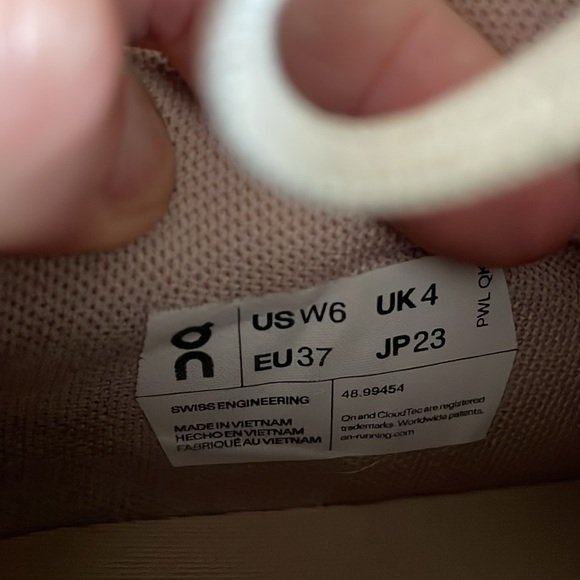 on
US W6 UK 4
EU 37 JP 23
PWL
SWISS ENGINEERING
MADE IN VIETNAM
HECHO EN VIETNAM
FABRIQUÉ AU VIETNAM
48.99454
On and CloudTec are registered
trademarks. Worldwide patents.
on-running.com